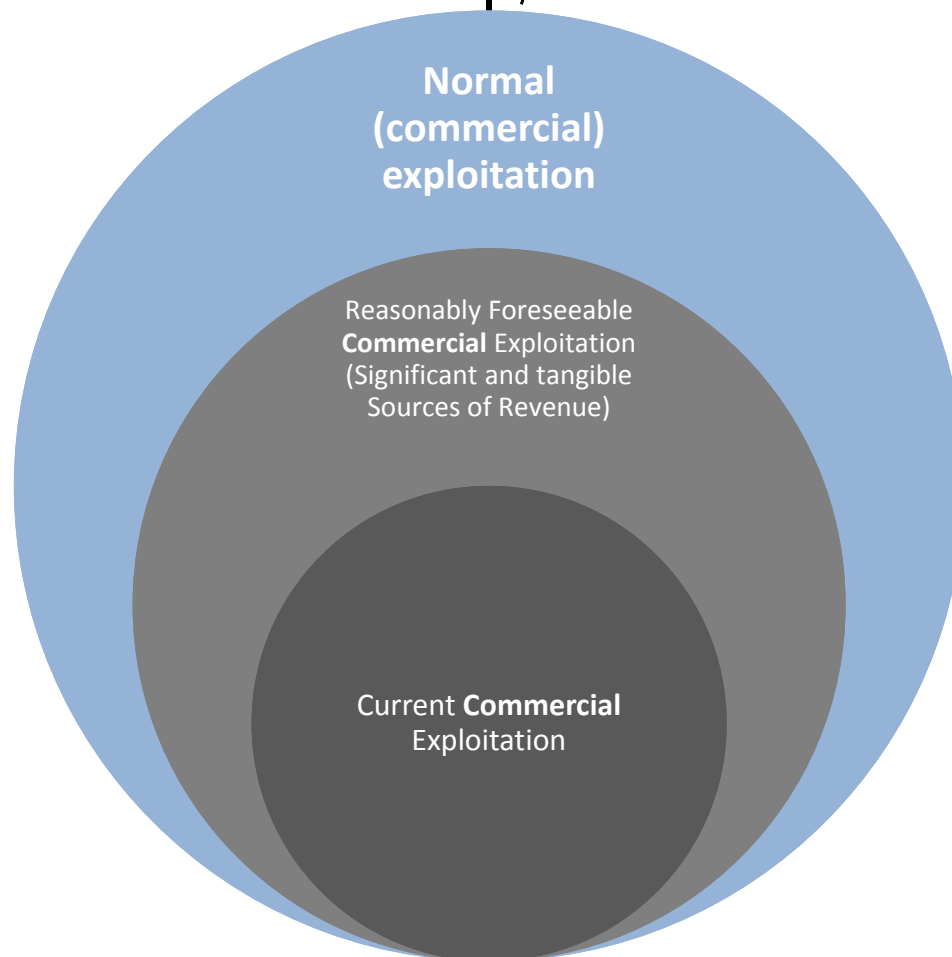 Normal
(commercial)
exploitation
Reasonably Foreseeable
Commercial Exploitation
(Significant and tangible
Sources of Revenue)
Current Commercial
Exploitation